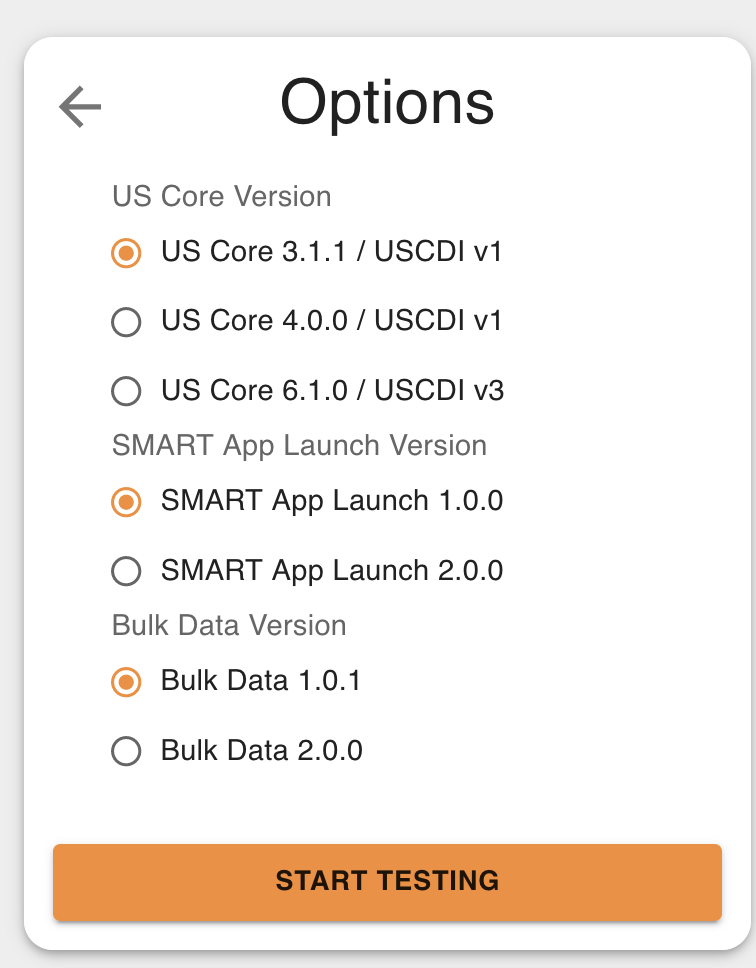 Options
US Core Version
US Core 3.1.1 / USCDI v1
US Core 4.0.0 / USCDI v1
US Core 6.1.0 / USCDI v3
SMART App Launch Version
SMART App Launch 1.0.0
SMART App Launch 2.0.0
Bulk Data Version
Bulk Data 1.0.1
Bulk Data 2.0.0
START TESTING